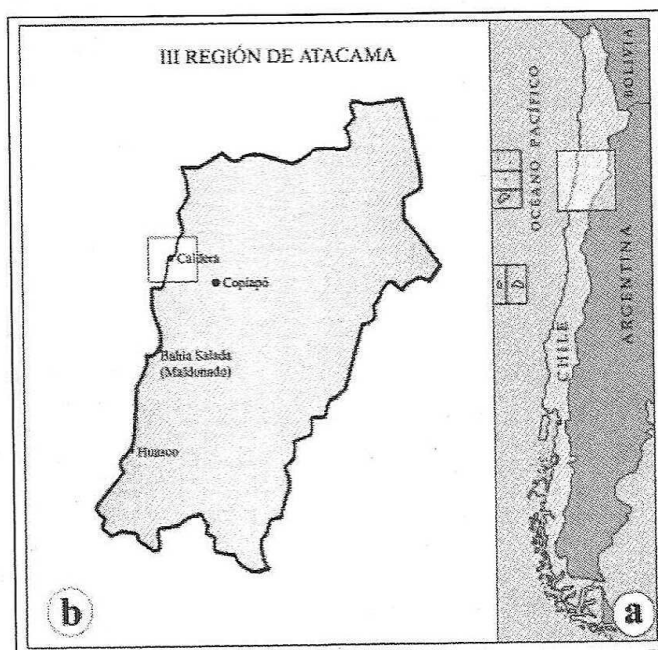 III REGIÓN DE ATACAMA
Caldera
Copiapó
Bahía Salada
(Maldonado)
Huasco
b
OCÉANO PACÍFICO
BOLIVIA
CHILE
ARGENTINA
a